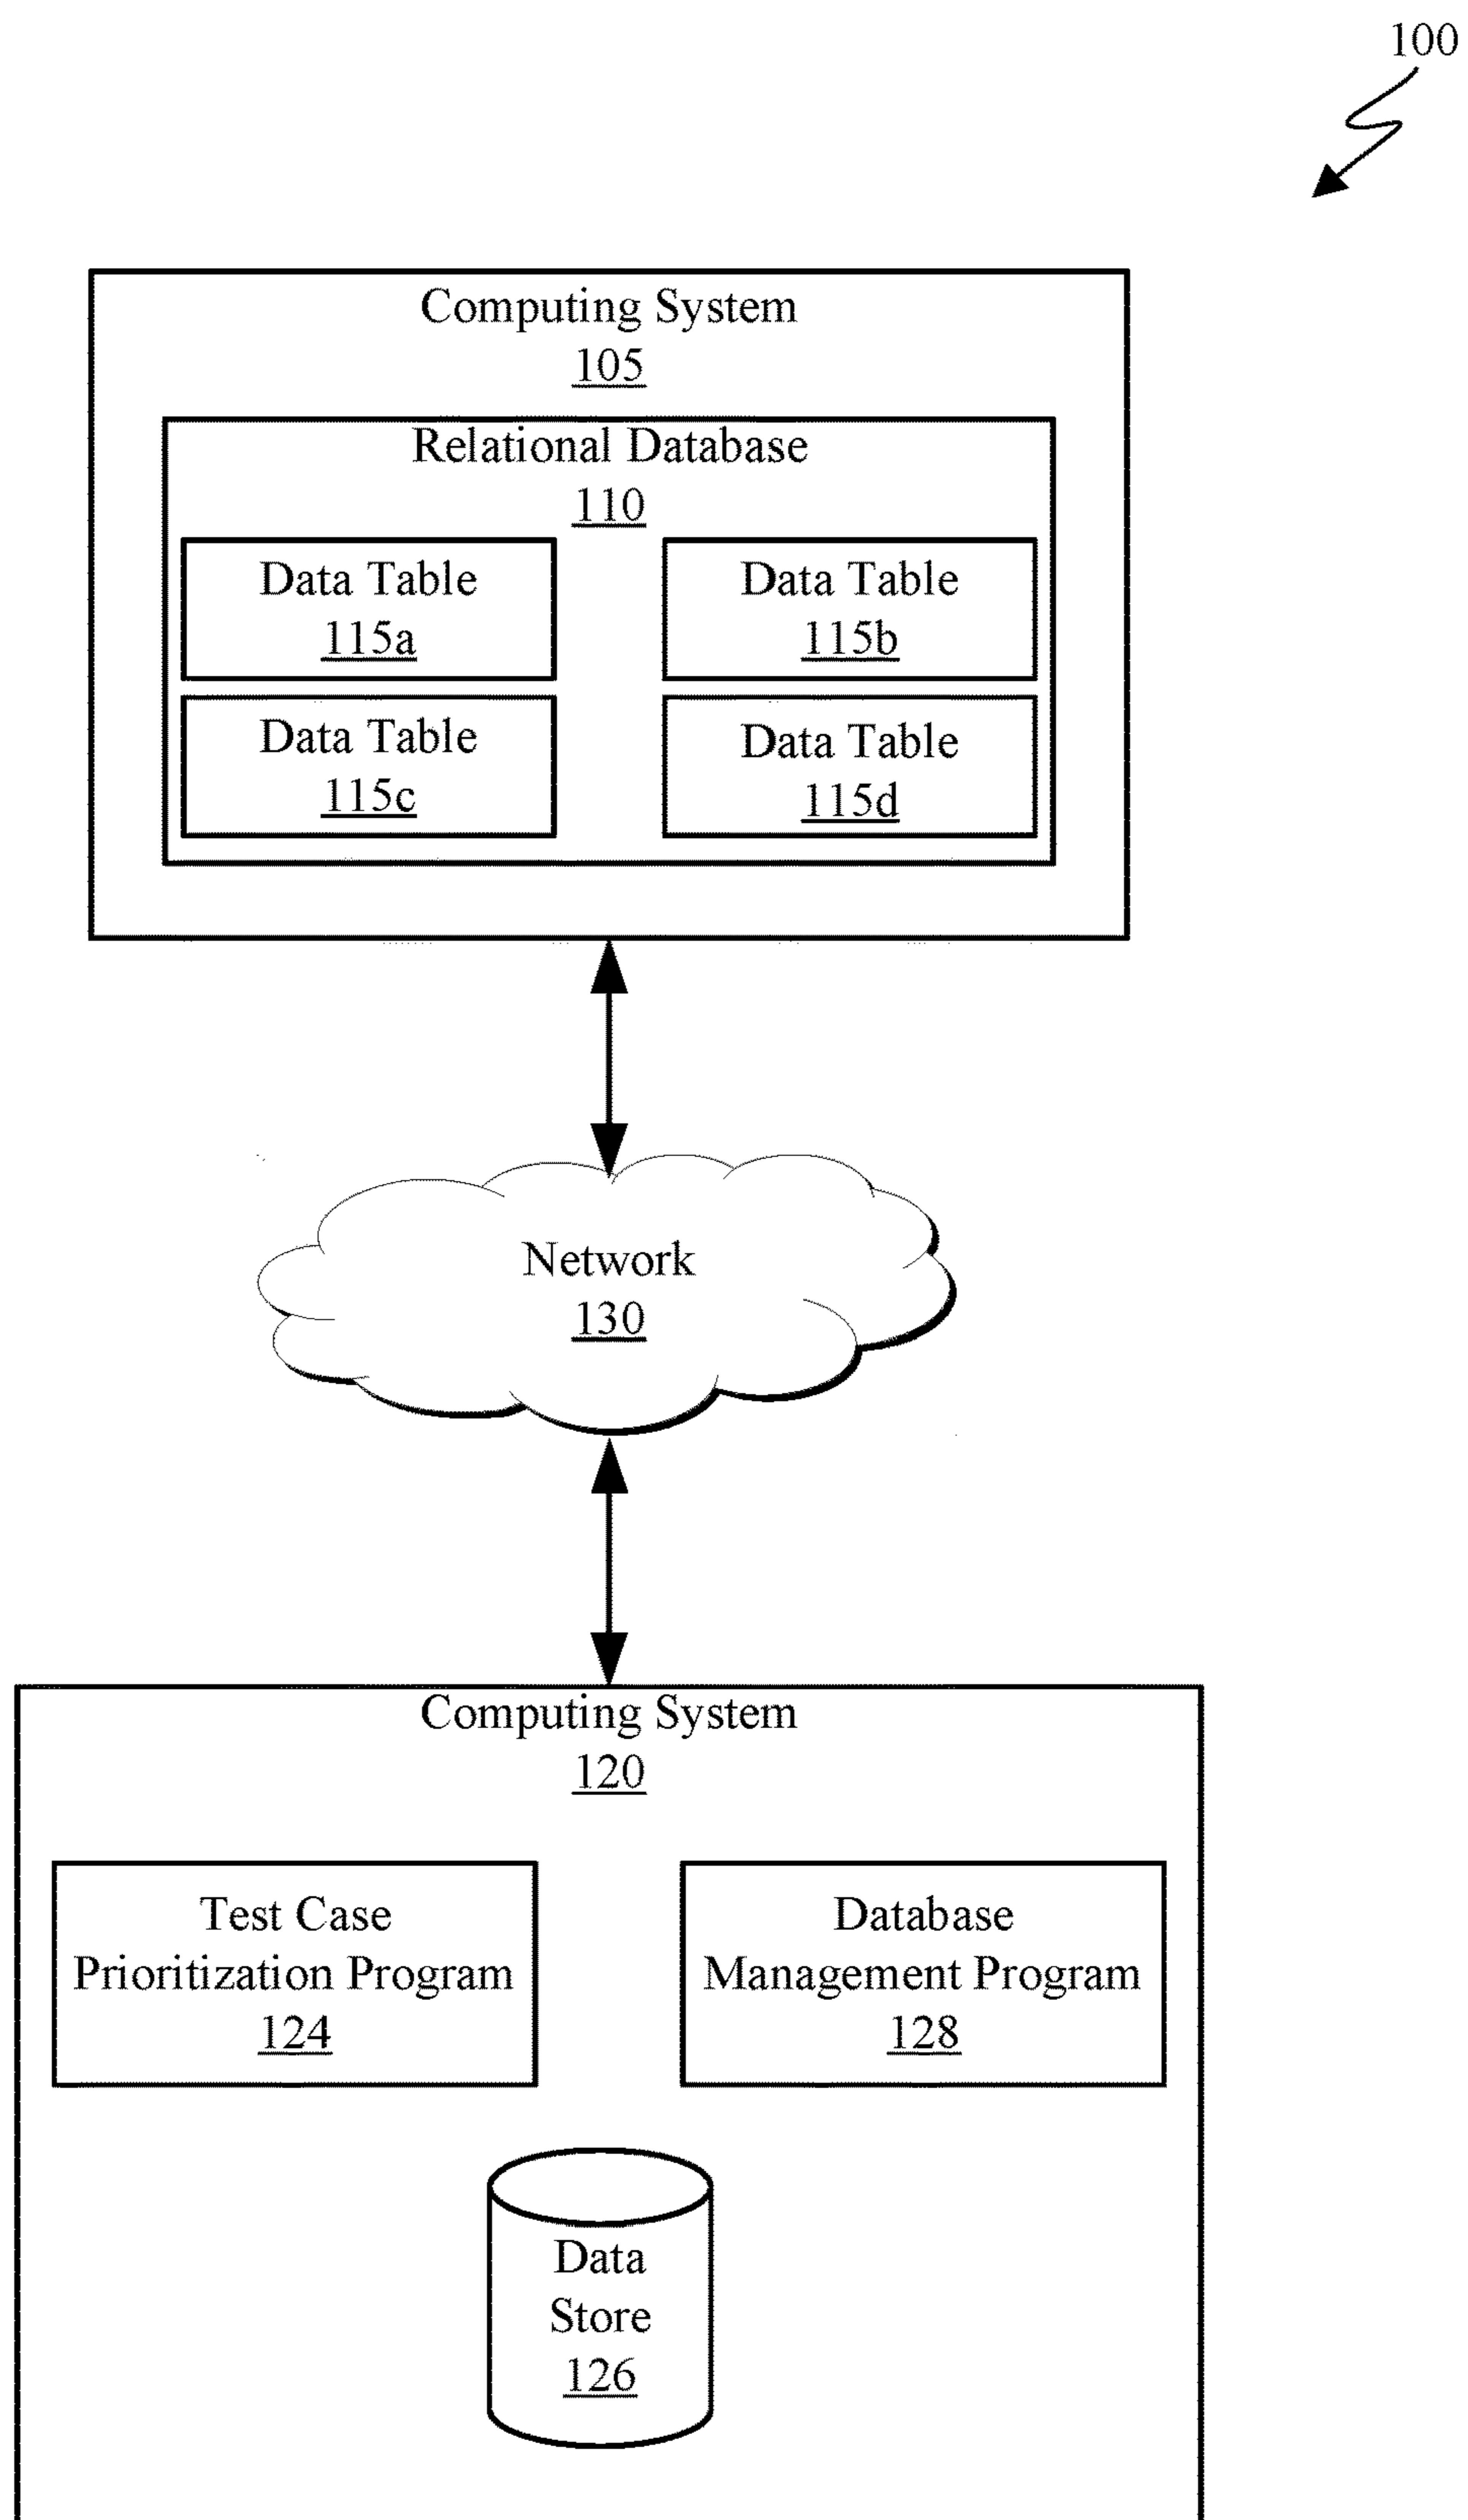 100
Computing System
105
Relational Database
110
Data Table
115a
Data Table
115b
Data Table
115c
Data Table
115d
Network
130
Computing System
120
Test Case
Prioritization Program
124
Database
Management Program
128
Data
Store
126